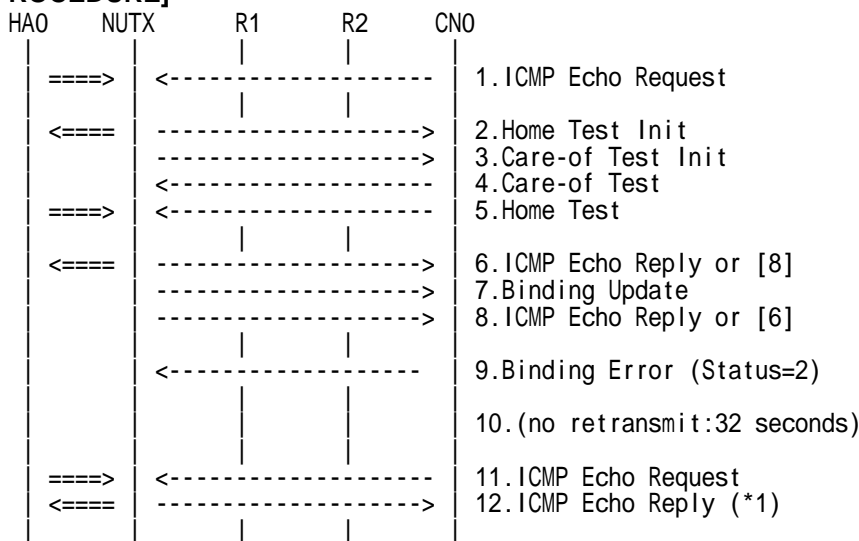 ROCEDURE]
HA0 NUTX R1 R2 CN0
====> <--------------------- 1.ICMP Echo Request
<==== --------------------> 2.Home Test Init
--------------------> 3.Care-of Test Init
<-------------------- 4.Care-of Test
====> <-------------------- 5.Home Test
<==== --------------------> 6.ICMP Echo Reply or [8]
--------------------> 7.Binding Update
--------------------> 8.ICMP Echo Reply or [6]
<------------------- 9.Binding Error (Status=2)
10.(no retransmit:32 seconds)
====> <-------------------- 11.ICMP Echo Request
<==== --------------------> 12.ICMP Echo Reply (*1)